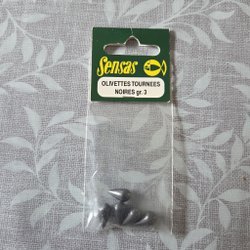 Sensas
OLIVETTES TOURNEES
NOIRES gr. 3